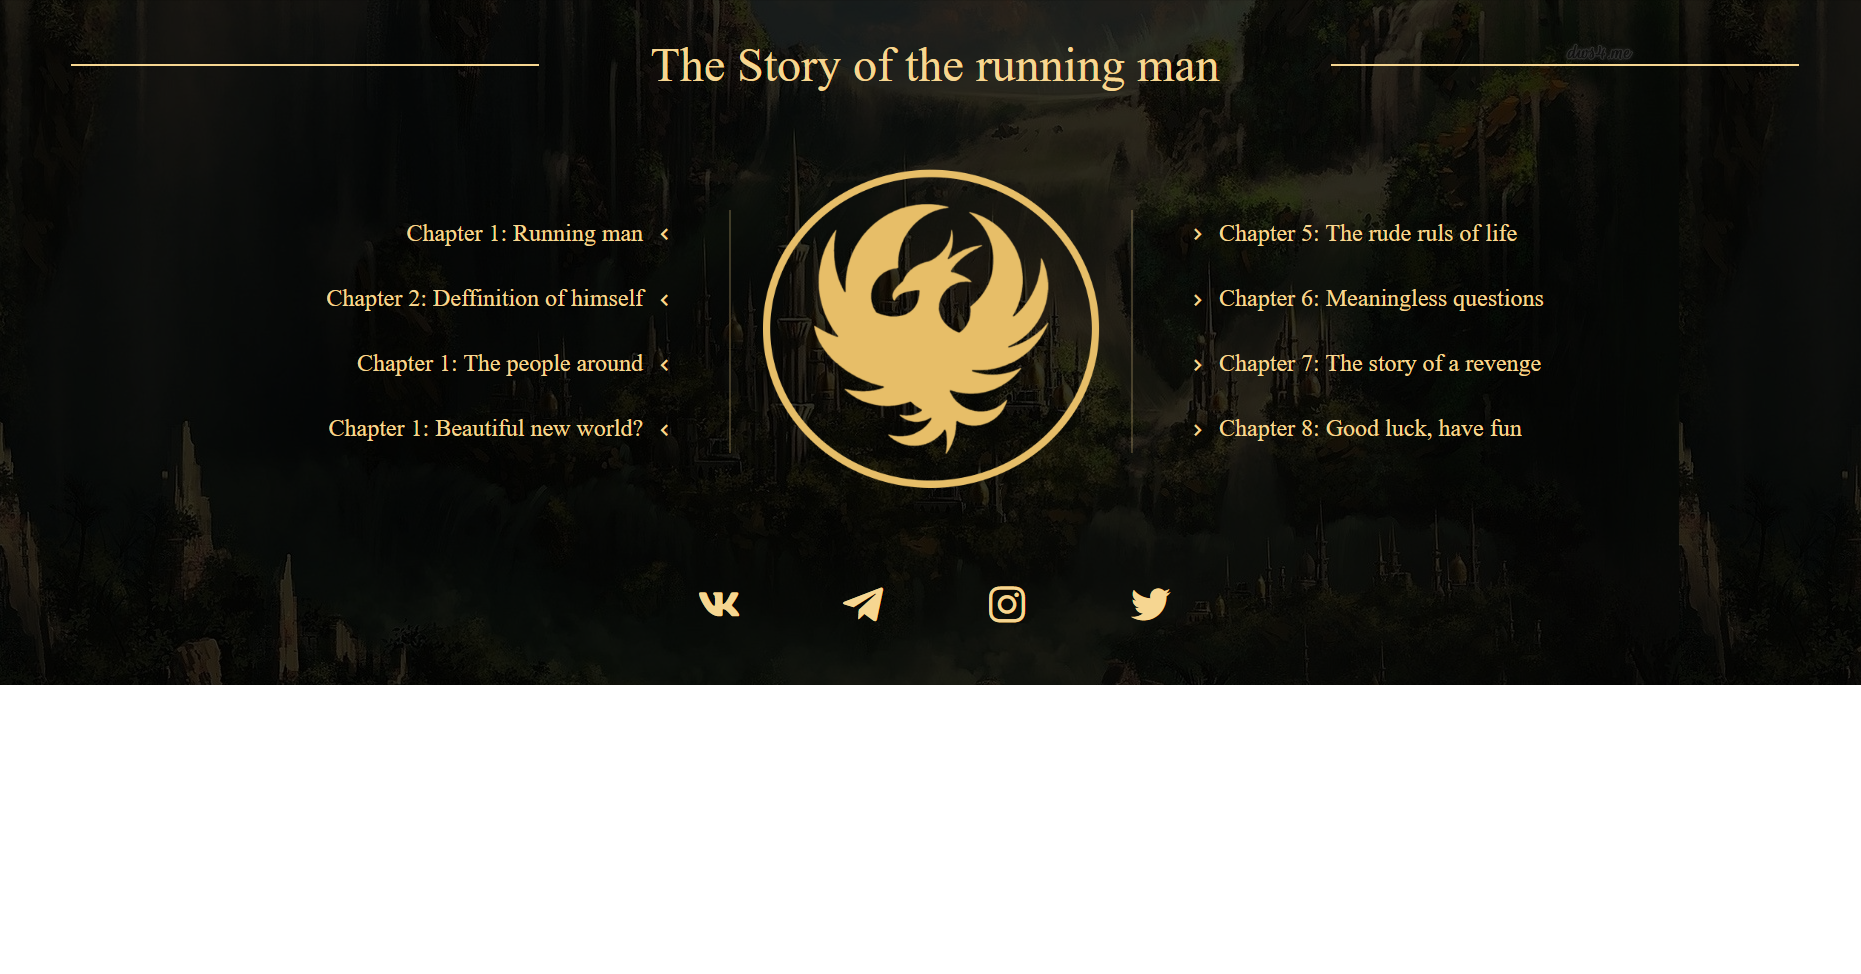 The Story of the running man
dws4.me
Chapter 1: Running man
Chapter 2: Deffinition of himself
Chapter 1: The people around
Chapter 1: Beautiful new world?
Chapter 5: The rude ruls of life
Chapter 6: Meaningless questions
Chapter 7: The story of a revenge
Chapter 8: Good luck, have fun